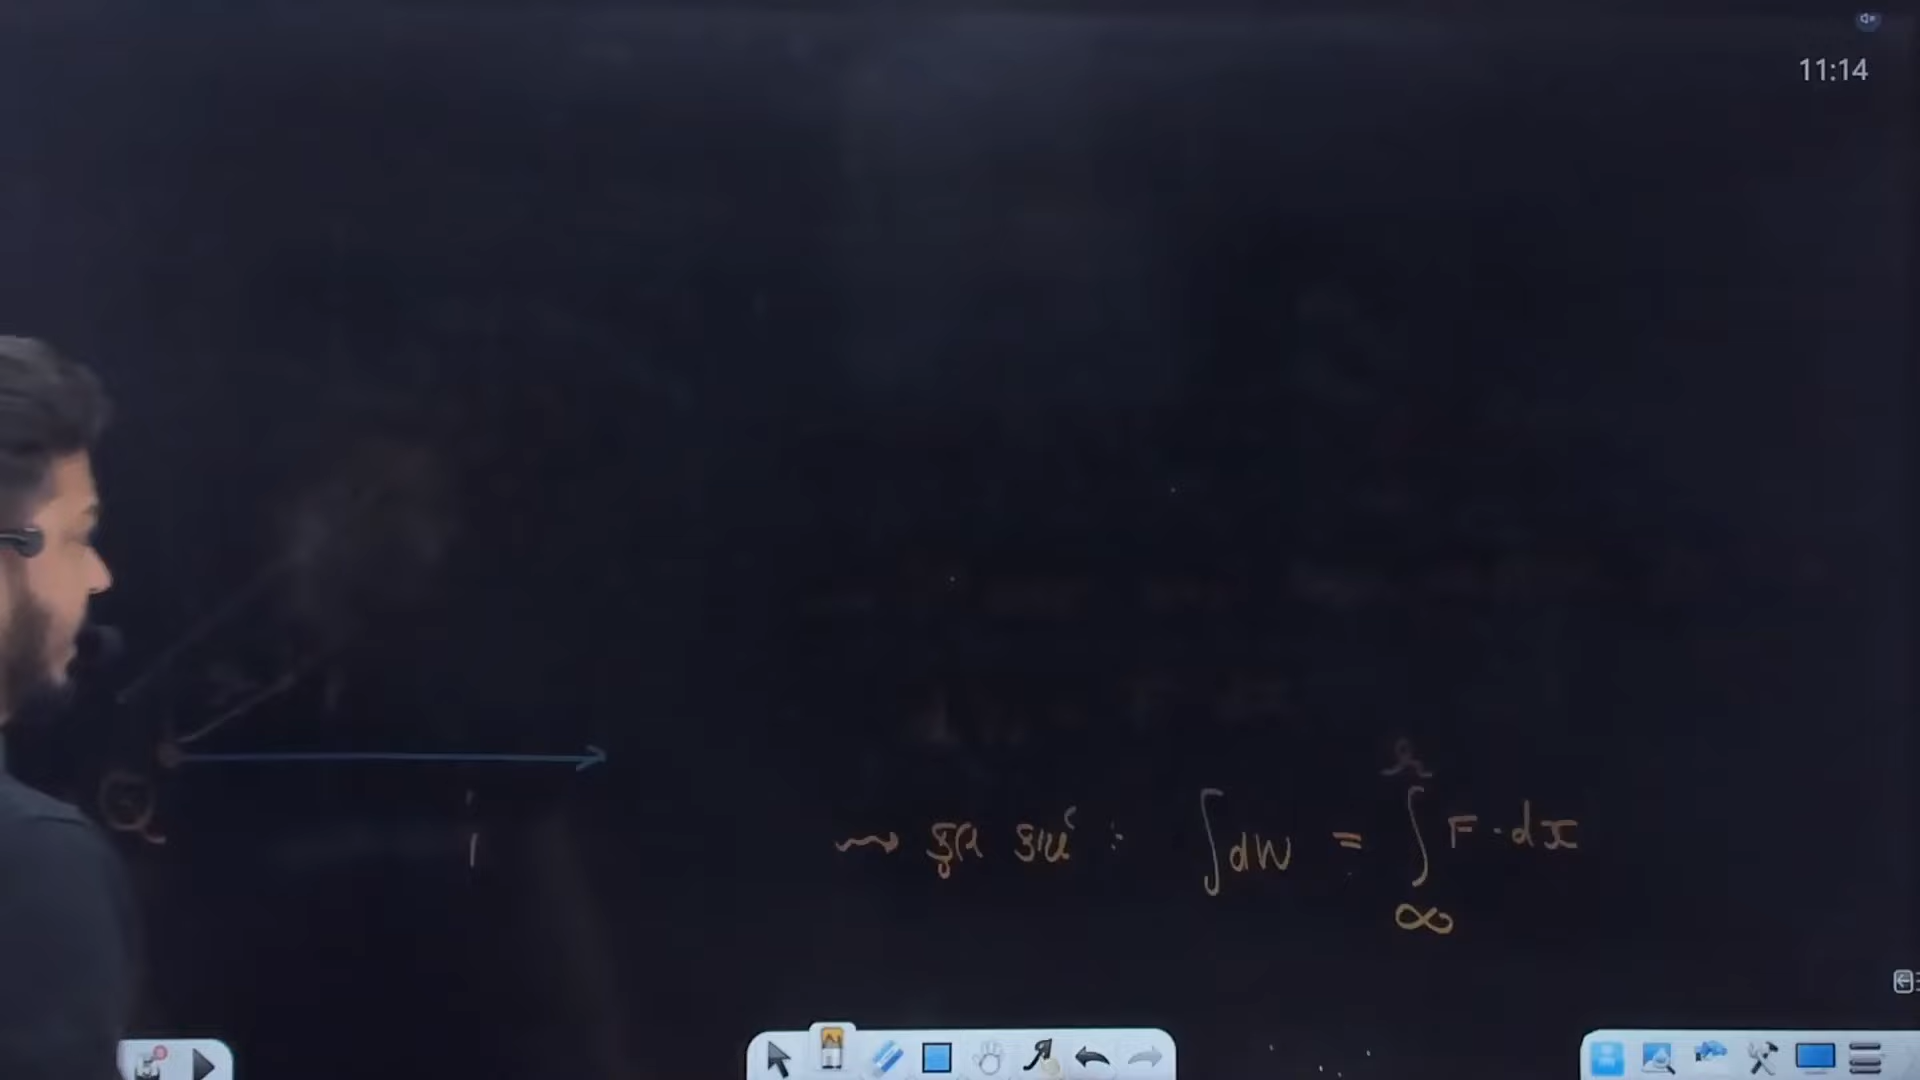 11:14
r
Q
⇝ कुल कार्य : ∫dW = ∫F·dx
∞